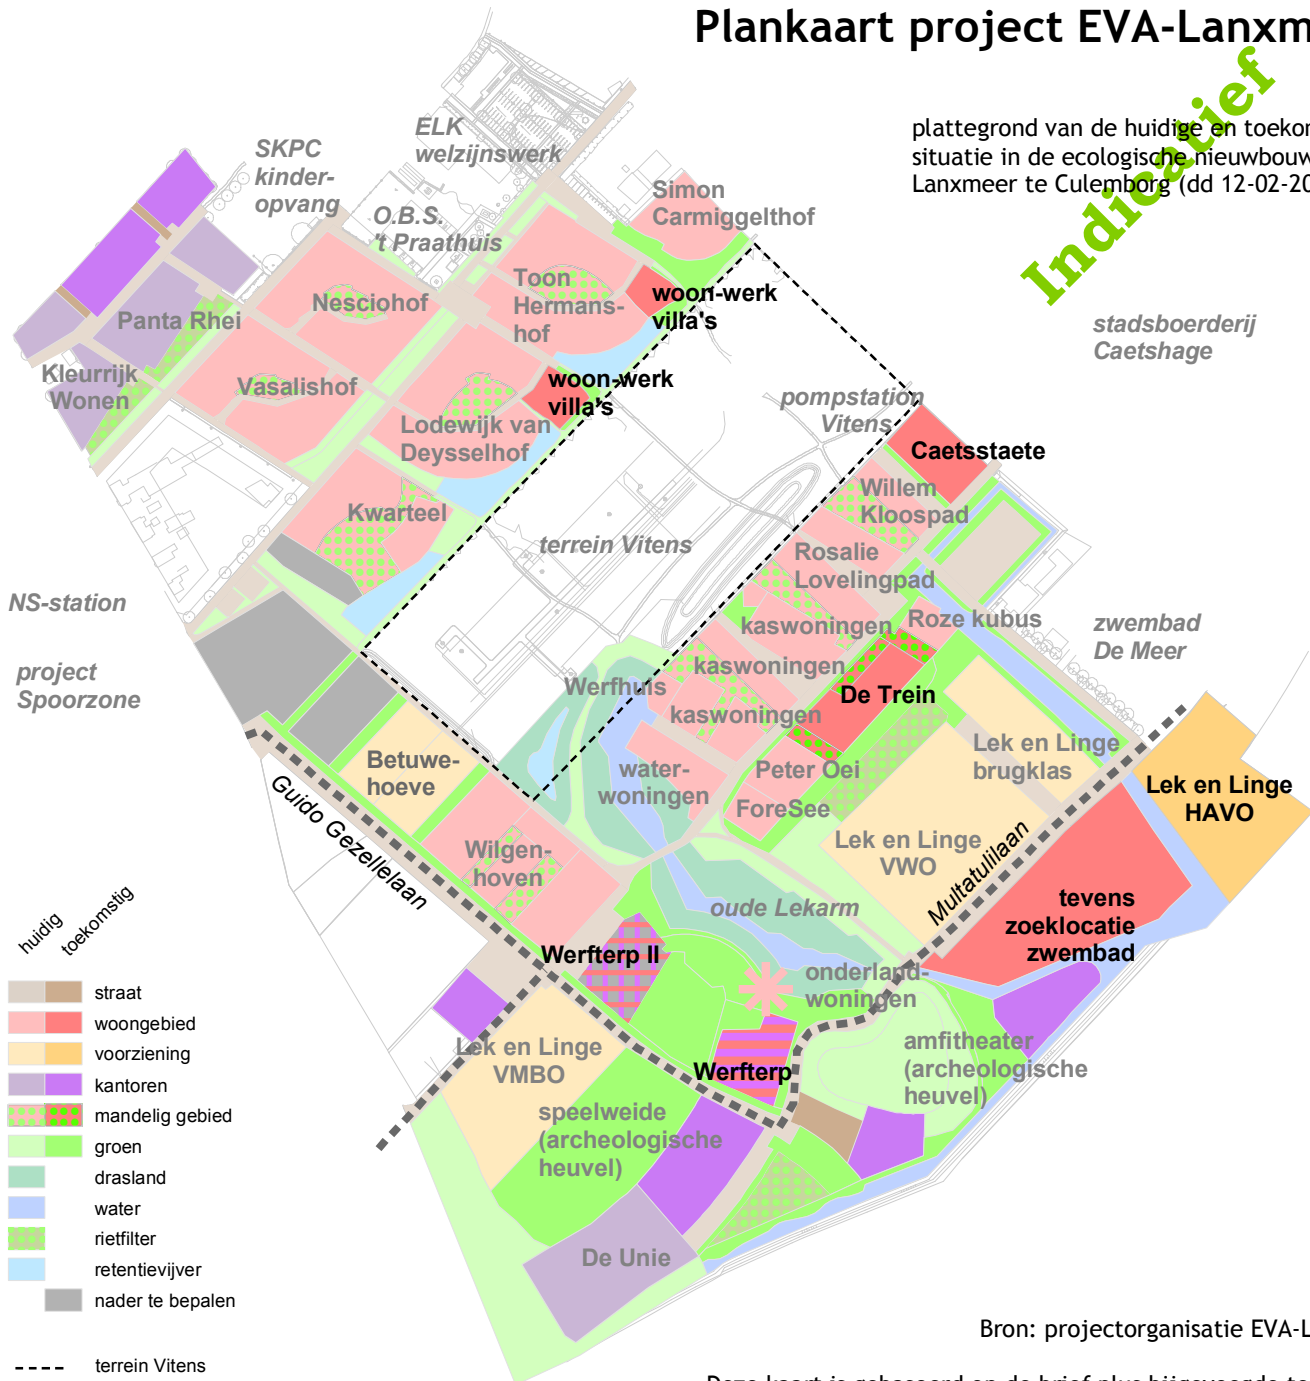 Plankaart project EVA-Lanxm
plattegrond van de huidige en toekom
situatie in de ecologische nieuwbouw
Lanxmeer te Culemborg (dd 12-02-20
Indicatief
ELK
welzijnswerk
SKPC
kinder-
opvang
O.B.S.
't Praathuis
Simon
Carmiggelthof
Toon
Hermans-
hof
Nesciohof
Panta Rhei
woon-werk
villa's
stadsboerderij
Caetshage
Kleurrijk
Wonen
Vasalishof
woon-werk
villa's
Lodewijk van
Deysselhof
pompstation
Vitens
Caetsstaete
Willem
Kloospad
Kwarteel
terrein Vitens
Rosalie
Lovelingpad
NS-station
project
Spoorzone
kaswoningen
Roze kubus
zwembad
De Meer
kaswoningen
Werfhuis
De Trein
kaswoningen
Betuwe-
hoeve
water-
woningen
Peter Oei
ForeSee
Lek en Linge
brugklas
Lek en Linge
HAVO
Guido Gezellelaan
Wilgen-
hoven
Lek en Linge
VWO
Multatulilaan
oude Lekarm
tevens
zoeklocatie
zwembad
Werfterp II
onderland-
woningen
Lek en Linge
VMBO
Werfterp
amfitheater
(archeologische
heuvel)
speelweide
(archeologische
heuvel)
De Unie
huidig
toekomstig
straat
woongebied
voorziening
kantoren
mandelig gebied
groen
drasland
water
rietfilter
retentievijver
nader te bepalen
terrein Vitens
Bron: projectorganisatie EVA-L